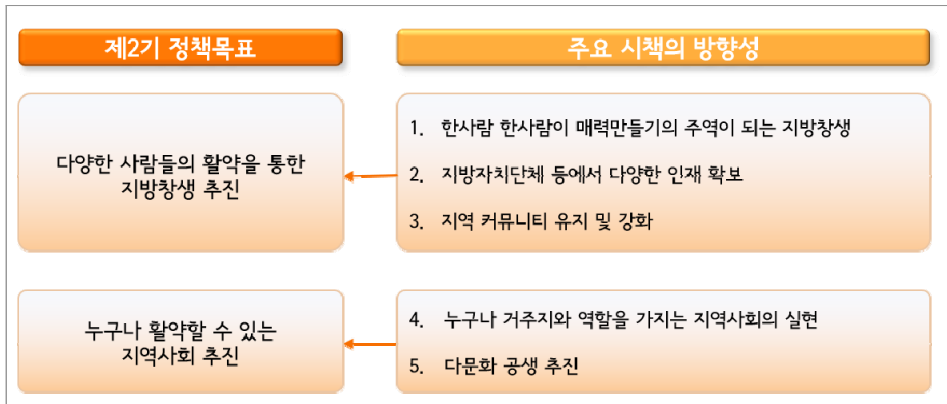 제2기 정책목표
주요 시책의 방향성
다양한 사람들의 활약을 통한
지방창생 추진
1. 한사람 한사람이 매력만들기의 주역이 되는 지방창생
2. 지방자치단체 등에서 다양한 인재 확보
3. 지역 커뮤니티 유지 및 강화
누구나 활약할 수 있는
지역사회 추진
4. 누구나 거주지와 역할을 가지는 지역사회의 실현
5. 다문화 공생 추진